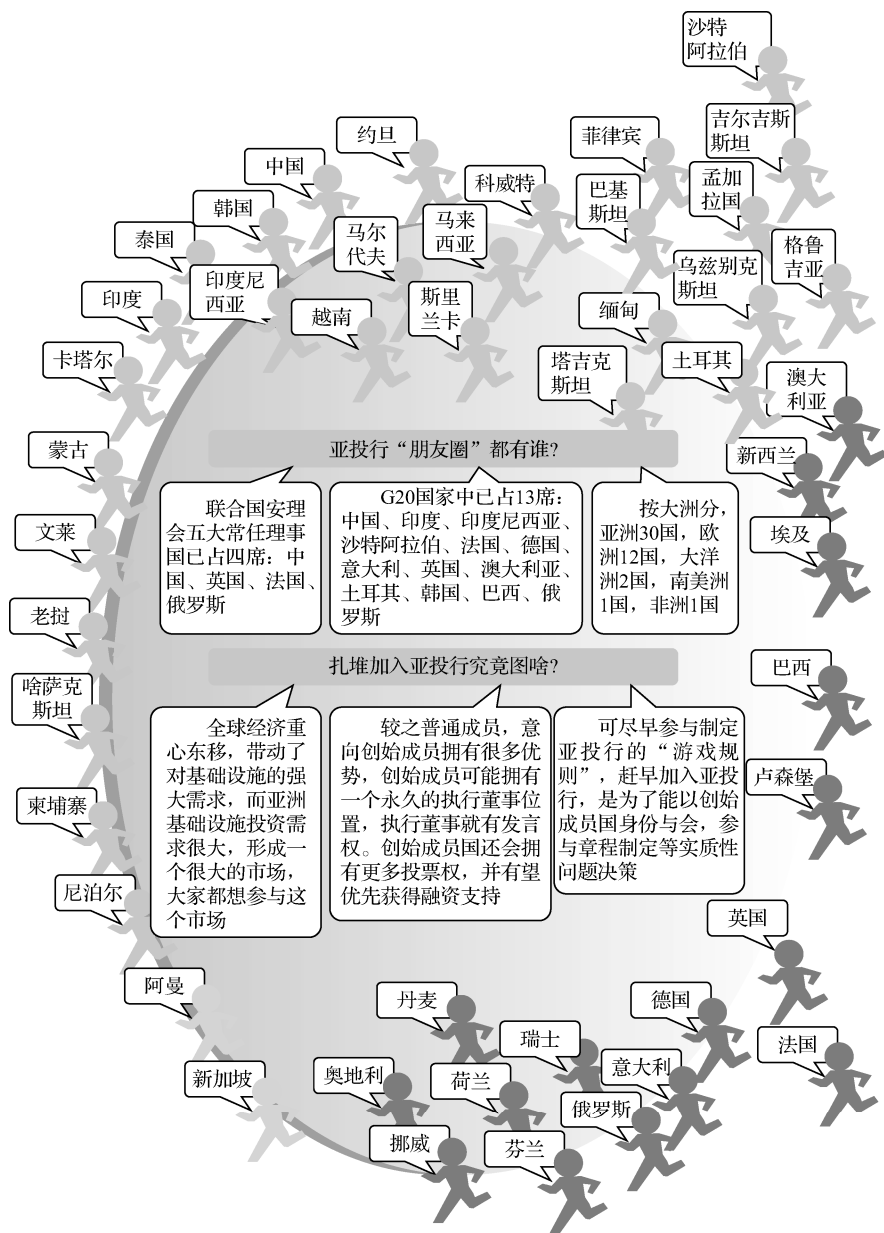 沙特
阿拉伯
吉尔吉斯
斯坦
菲律宾
约旦
孟加
拉国
中国
科威特
巴基
斯坦
韩国
马来
西亚
马尔
代夫
泰国
格鲁
吉亚
乌兹别克
斯坦
印度尼
西亚
印度
斯里
兰卡
缅甸
越南
卡塔尔
塔吉克
斯坦
土耳其
澳大
利亚
蒙古
新西兰
亚投行“朋友圈”都有谁?
联合国安理
会五大常任理事
国已占四席：中
国、英国、法国、
俄罗斯
G20国家中已占13席：
中国、印度、印度尼西亚、
沙特阿拉伯、法国、德国、
意大利、英国、澳大利亚、
土耳其、韩国、巴西、俄
罗斯
按大洲分，
亚洲30国，欧
洲12国，大洋
洲2国，南美洲
1国，非洲1国
文莱
埃及
老挝
扎堆加入亚投行究竟图啥?
啥萨克
斯坦
巴西
全球经济重
心东移，带动了
对基础设施的强
大需求，而亚洲
基础设施投资需
求很大，形成一
个很大的市场，
大家都想参与这
个市场
较之普通成员，意
向创始成员拥有很多优
势，创始成员可能拥有
一个永久的执行董事位
置，执行董事就有发言
权。创始成员国还会拥
有更多投票权，并有望
优先获得融资支持
可尽早参与制定
亚投行的“游戏规
则”，赶早加入亚投
行，是为了能以创始
成员国身份与会，参
与章程制定等实质性
问题决策
柬埔寨
卢森堡
尼泊尔
英国
阿曼
丹麦
德国
瑞士
法国
新加坡
奥地利
荷兰
意大利
俄罗斯
挪威
芬兰